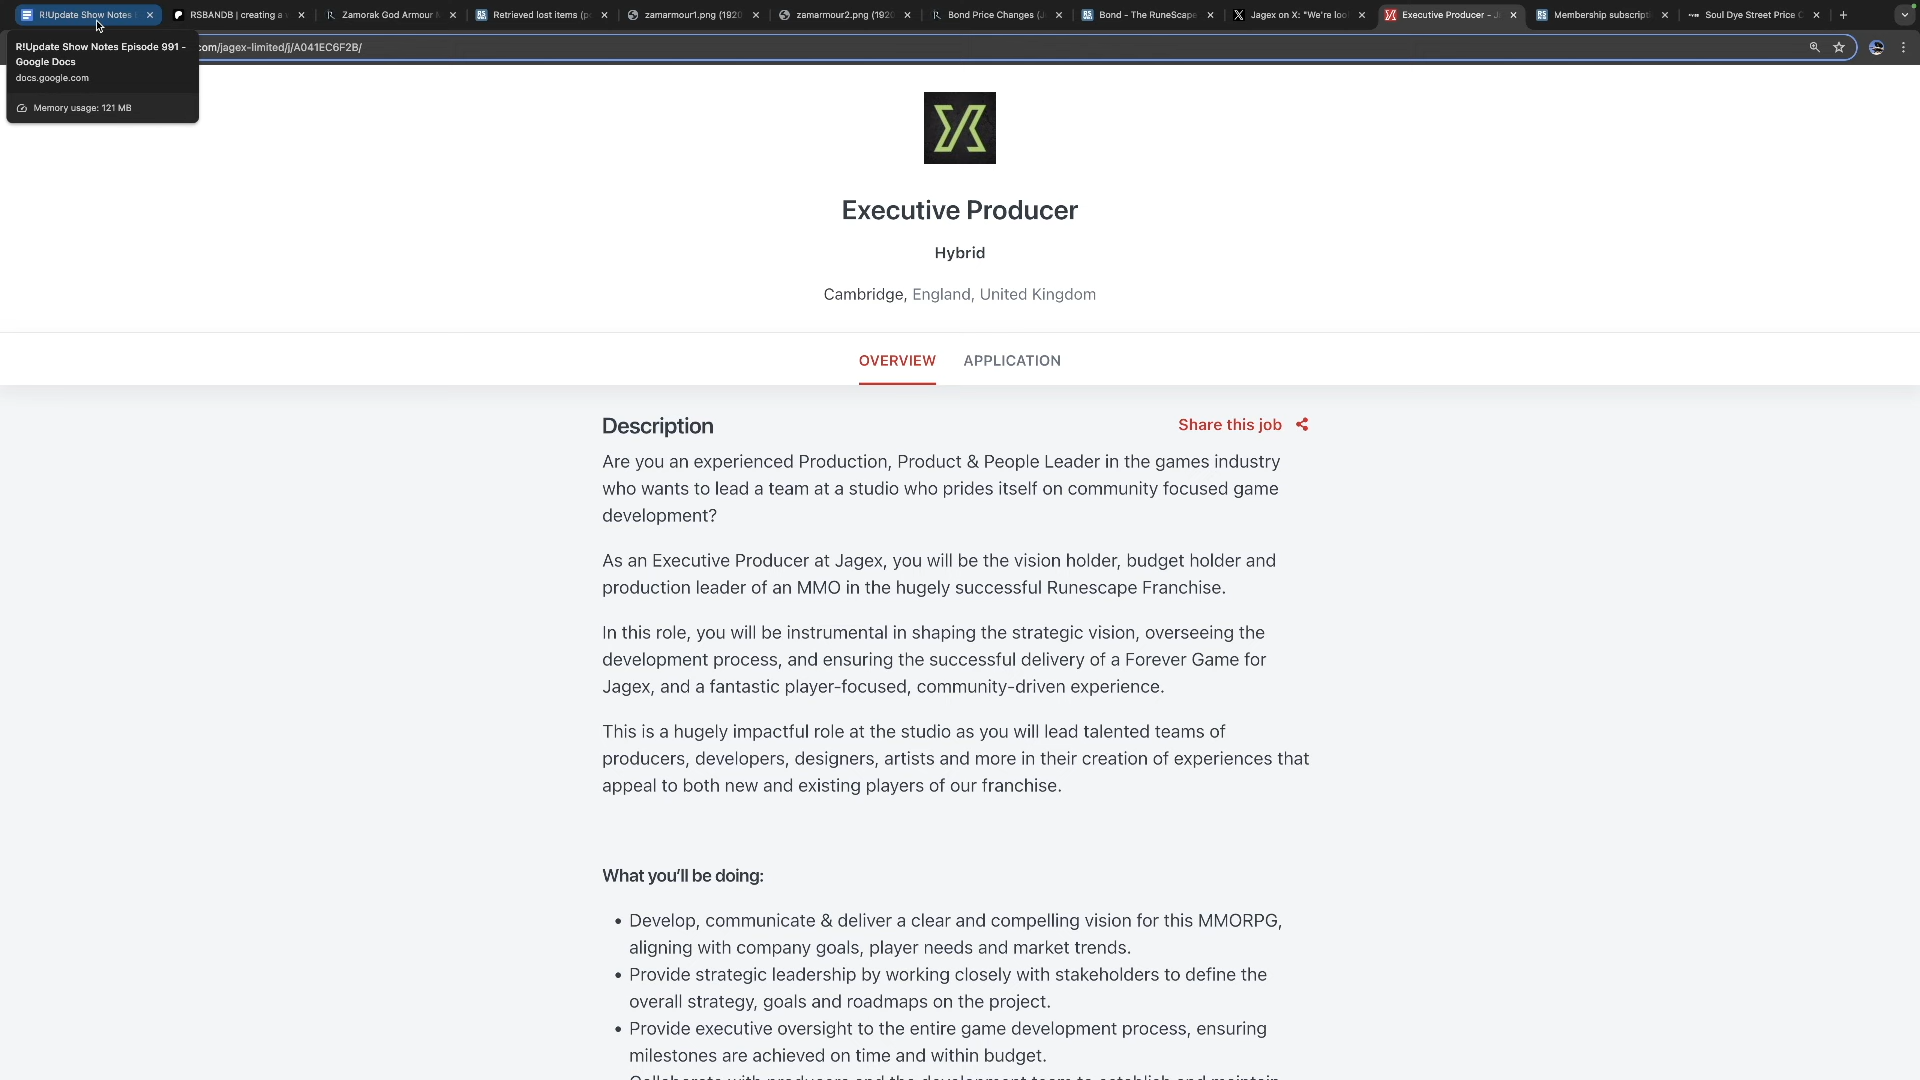 R!Update Show Notes
RSBANDB | creating a
Zamorak God Armour
Retrieved lost items (p
zamarmour1.png (1920
zamarmour2.png (1920
Bond Price Changes (
Bond - The RuneScape
Jagex on X: "We're loo
Executive Producer - J
Membership subscripti
Soul Dye Street Price C
R!Update Show Notes Episode 991 -
Google Docs
docs.google.com
Memory usage: 121 MB
com/jagex-limited/j/A041EC6F2B/
Executive Producer
Hybrid
Cambridge, England, United Kingdom
OVERVIEW APPLICATION
Description
Share this job
Are you an experienced Production, Product & People Leader in the games industry
who wants to lead a team at a studio who prides itself on community focused game
development?
As an Executive Producer at Jagex, you will be the vision holder, budget holder and
production leader of an MMO in the hugely successful Runescape Franchise.
In this role, you will be instrumental in shaping the strategic vision, overseeing the
development process, and ensuring the successful delivery of a Forever Game for
Jagex, and a fantastic player-focused, community-driven experience.
This is a hugely impactful role at the studio as you will lead talented teams of
producers, developers, designers, artists and more in their creation of experiences that
appeal to both new and existing players of our franchise.
What you'll be doing:
• Develop, communicate & deliver a clear and compelling vision for this MMORPG,
aligning with company goals, player needs and market trends.
• Provide strategic leadership by working closely with stakeholders to define the
overall strategy, goals and roadmaps on the project.
• Provide executive oversight to the entire game development process, ensuring
milestones are achieved on time and within budget.